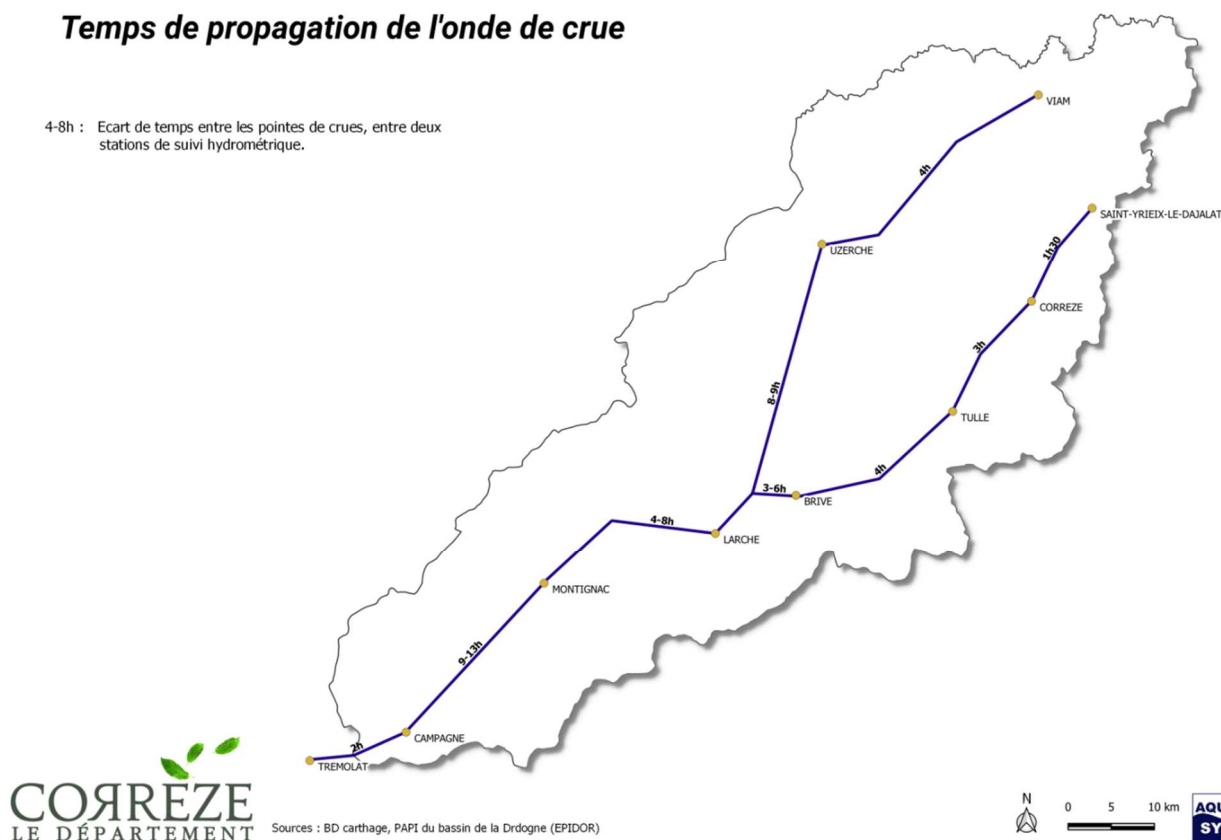 Temps de propagation de l'onde de crue
4-8h : Ecart de temps entre les pointes de crues, entre deux
stations de suivi hydrométrique.
VIAM
4h
SAINT-YRIEIX-LE-DAJALAT
UZERCHE
1h30
CORREZE
3h
8-9h
TULLE
4h
3-6h
BRIVE
4-8h
LARCHE
MONTIGNAC
9-13h
CAMPAGNE
2h
TREMOLAT
CORREZE
LE DÉPARTEMENT
Sources : BD carthage, PAPI du bassin de la Drdogne (EPIDOR)
N
0 5 10 km
AQU
SY